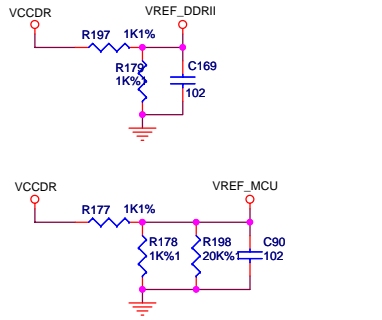 VCCDR VREF_DDRII
R197 1K1%
R179 C169
1K%1
102
VCCDR VREF_MCU
R177 1K1%
R178 R198 C90
1K%1 20K%1 102